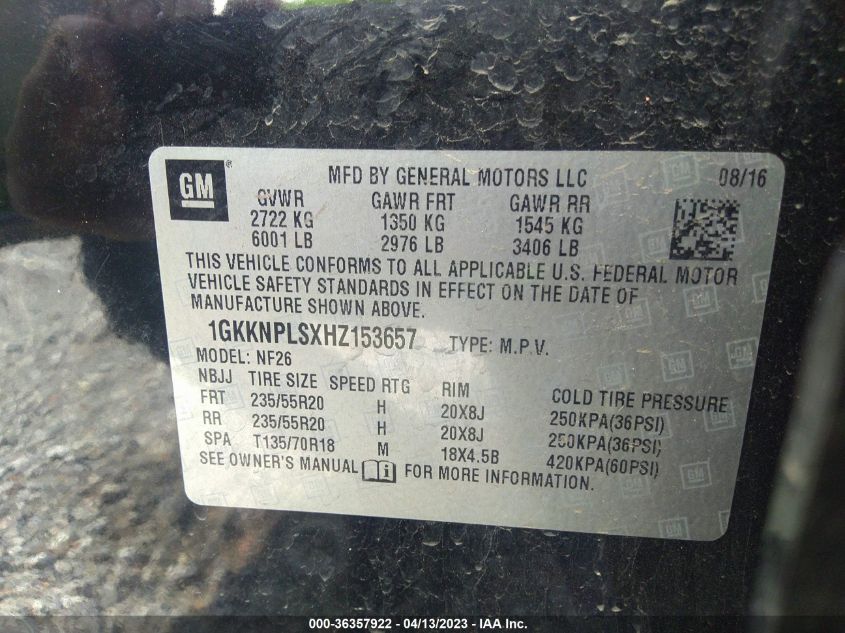 GM ® MFD BY GENERAL MOTORS LLC 08/16
GVWR GAWR FRT GAWR RR
2722 KG 1350 KG 1545 KG
6001 LB 2976 LB 3406 LB
THIS VEHICLE CONFORMS TO ALL APPLICABLE U.S. FEDERAL MOTOR
VEHICLE SAFETY STANDARDS IN EFFECT ON THE DATE OF
MANUFACTURE SHOWN ABOVE.
1GKKNPLSXHZ153657 TYPE: M.P.V.
MODEL: NF26
NBJJ TIRE SIZE SPEED RTG RIM COLD TIRE PRESSURE
FRT 235/55R20 H 20X8J 250KPA(36PSI)
RR 235/55R20 H 20X8J 250KPA(36PSI)
SPA T135/70R18 M 18X4.5B 420KPA(60PSI)
SEE OWNER'S MANUAL FOR MORE INFORMATION.
000-36357922 - 04/13/2023 - IAAI.com